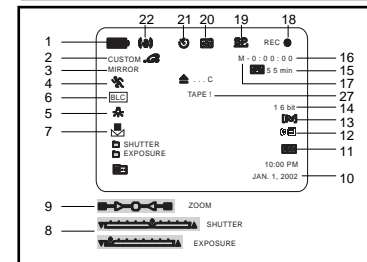 22 21 20 19 18
1 SP REC
2 CUSTOM M - 0 : 0 0 : 0 0 16
3 MIRROR 5 5 min 15
4 . . . C 17
6 BLC TAPE ! 27
5 1 6 bit 14
13
7 12
SHUTTER
EXPOSURE 11
10:00 PM
JAN. 1, 2002 10
9 ZOOM
8 SHUTTER
EXPOSURE